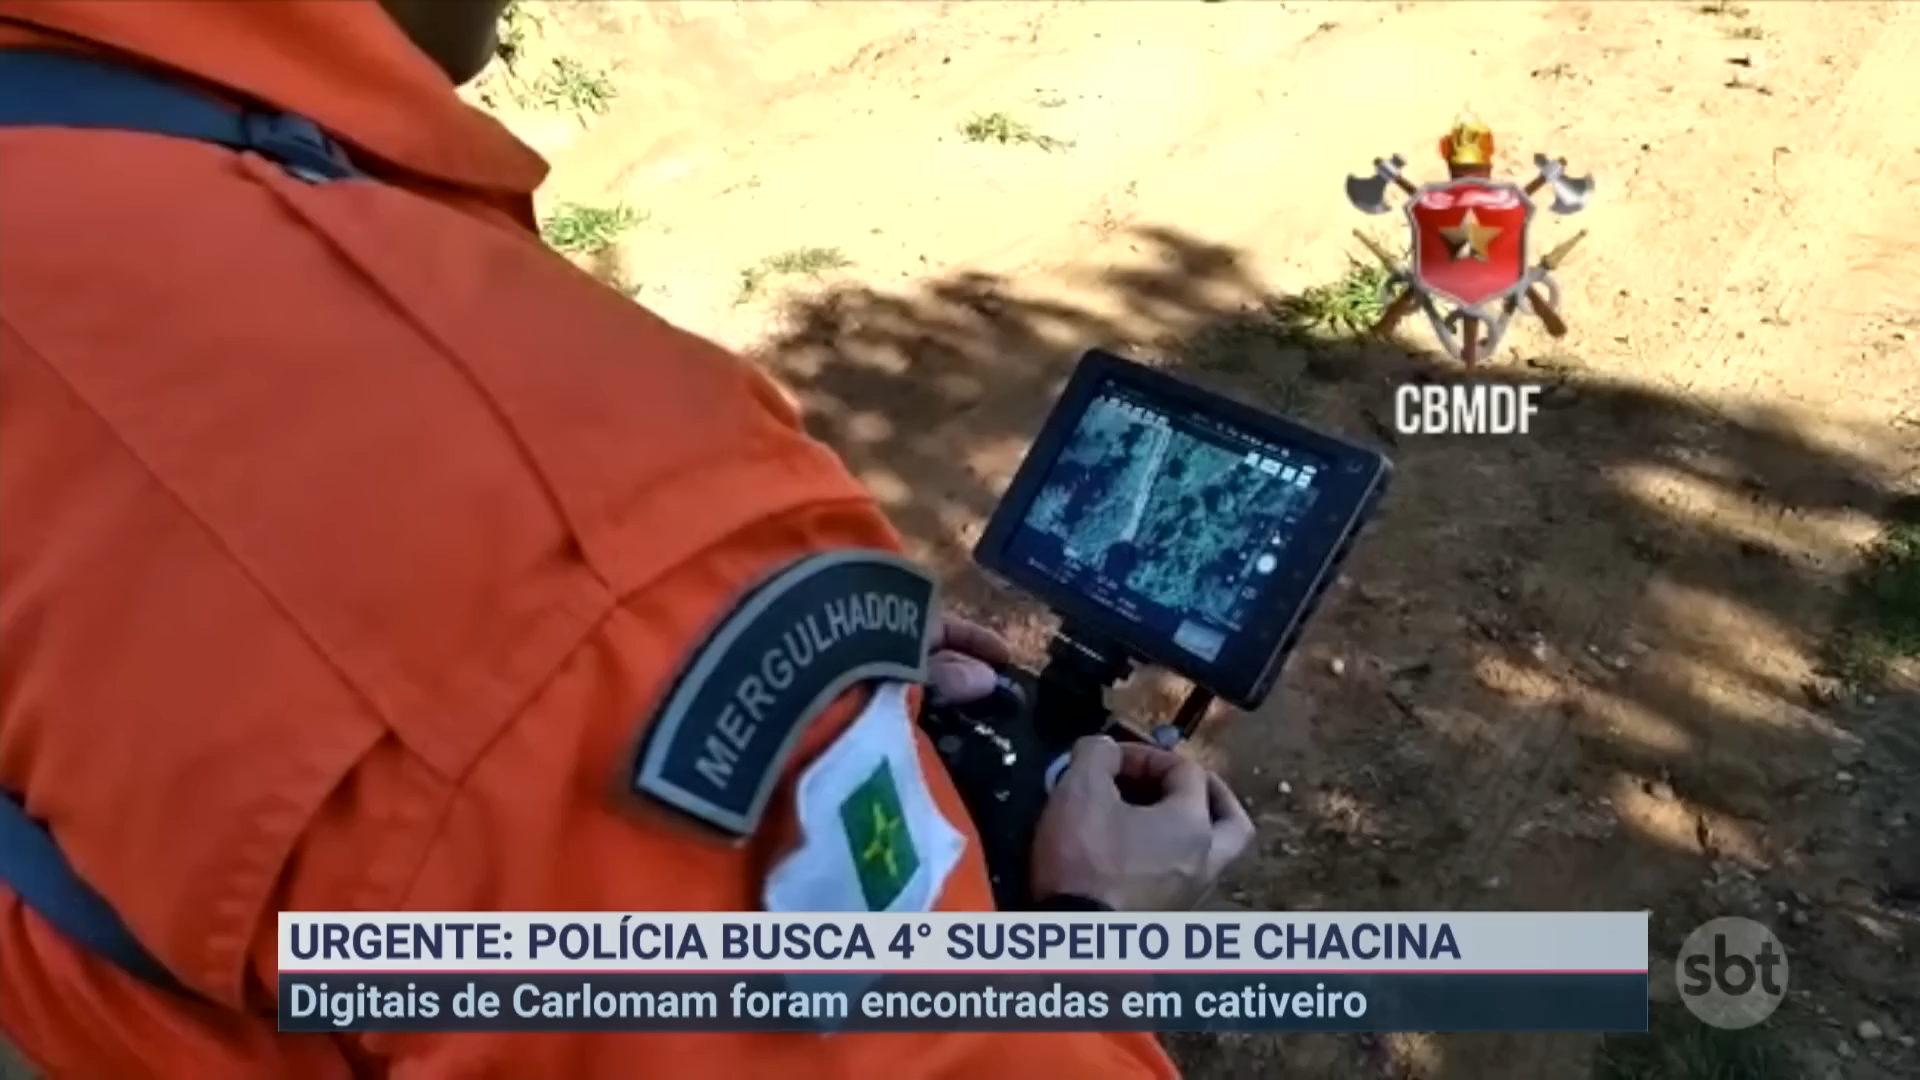 CBMDF
MERGULHADOR
URGENTE: POLÍCIA BUSCA 4° SUSPEITO DE CHACINA
Digitais de Carlomam foram encontradas em cativeiro
sbt